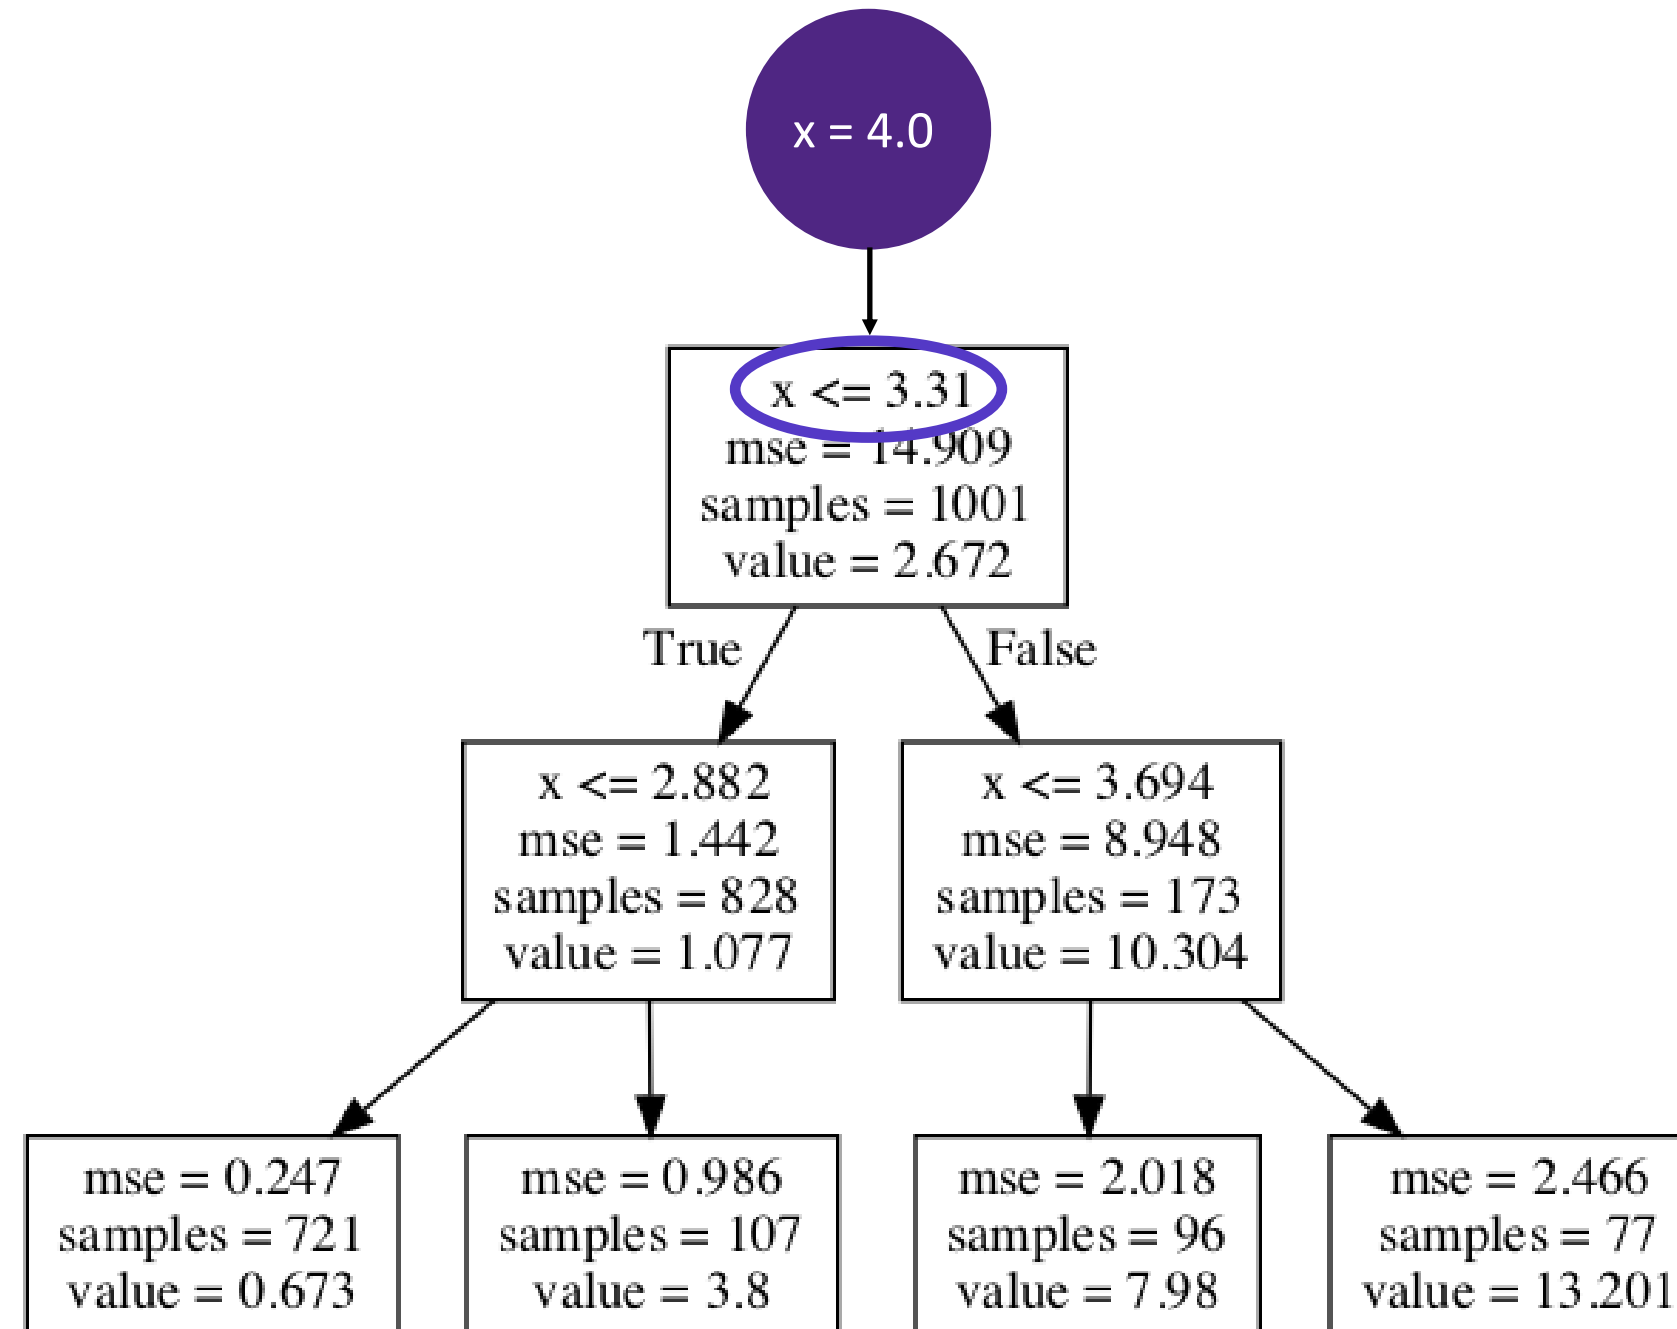 x = 4.0
x <= 3.31
mse = 14.909
samples = 1001
value = 2.672
True
False
x <= 2.882
mse = 1.442
samples = 828
value = 1.077
x <= 3.694
mse = 8.948
samples = 173
value = 10.304
mse = 0.247
samples = 721
value = 0.673
mse = 0.986
samples = 107
value = 3.8
mse = 2.018
samples = 96
value = 7.98
mse = 2.466
samples = 77
value = 13.201